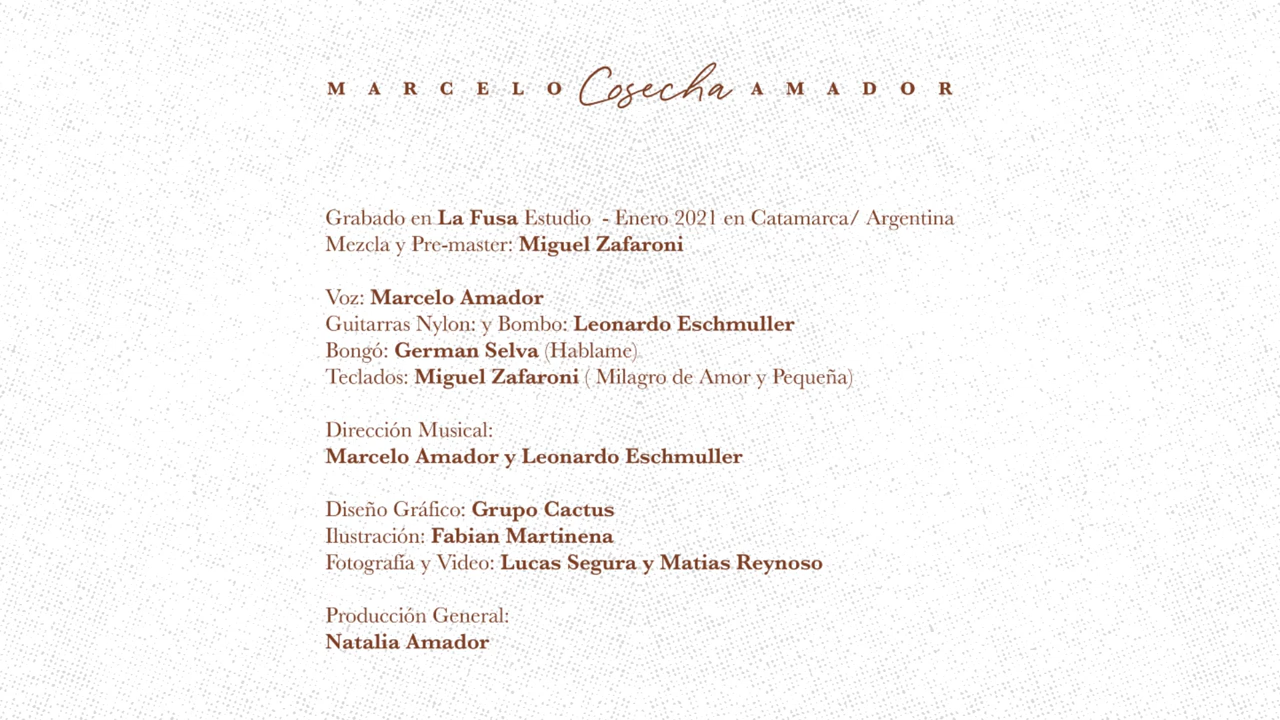 MARCELO Cosecha AMADOR
Grabado en La Fusa Estudio - Enero 2021 en Catamarca/ Argentina
Mezcla y Pre-master: Miguel Zafaroni
Voz: Marcelo Amador
Guitarras Nylon: y Bombo: Leonardo Eschmuller
Bongó: German Selva (Hablame)
Teclados: Miguel Zafaroni ( Milagro de Amor y Pequeña)
Dirección Musical:
Marcelo Amador y Leonardo Eschmuller
Diseño Gráfico: Grupo Cactus
Ilustración: Fabian Martinena
Fotografía y Video: Lucas Segura y Matias Reynoso
Producción General:
Natalia Amador